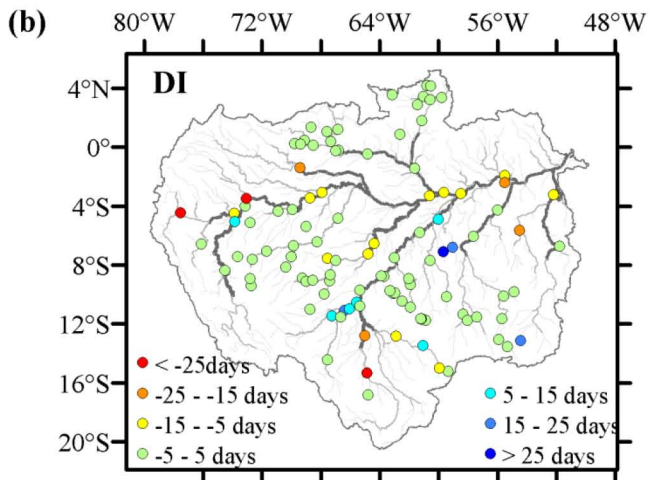 (b)
80°W 72°W 64°W 56°W 48°W
DI
4°N
0°
4°S
8°S
12°S
16°S
20°S
< -25days
-25 - -15 days
-15 - -5 days
-5 - 5 days
5 - 15 days
15 - 25 days
> 25 days